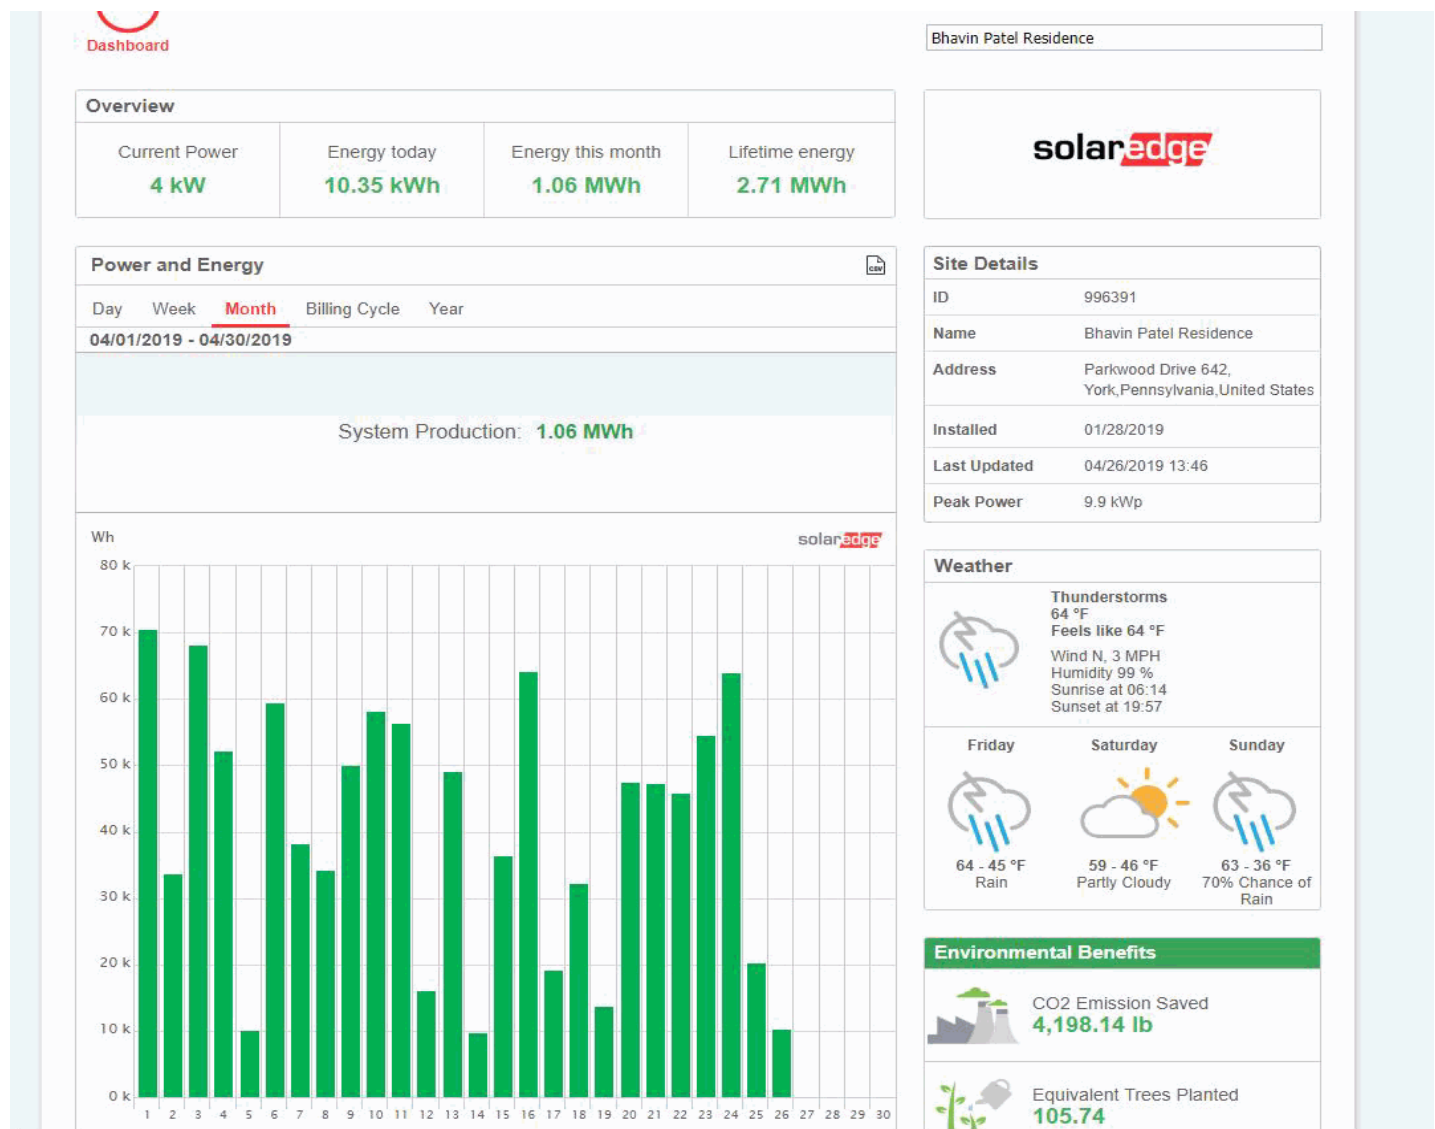 Dashboard
Bhavin Patel Residence
Overview
Current Power
4 kW
Energy today
10.35 kWh
Energy this month
1.06 MWh
Lifetime energy
2.71 MWh
solaredge
Power and Energy
CSV
Day Week Month Billing Cycle Year
04/01/2019 - 04/30/2019
System Production: 1.06 MWh
Wh
solaredge
80 k
70 k
60 k
50 k
40 k
30 k
20 k
10 k
0 k
1 2 3 4 5 6 7 8 9 10 11 12 13 14 15 16 17 18 19 20 21 22 23 24 25 26 27 28 29 30
Site Details
ID 996391
Name Bhavin Patel Residence
Address Parkwood Drive 642,
York,Pennsylvania,United States
Installed 01/28/2019
Last Updated 04/26/2019 13:46
Peak Power 9.9 kWp
Weather
Thunderstorms
64 °F
Feels like 64 °F
Wind N, 3 MPH
Humidity 99 %
Sunrise at 06:14
Sunset at 19:57
Friday
64 - 45 °F
Rain
Saturday
59 - 46 °F
Partly Cloudy
Sunday
63 - 36 °F
70% Chance of
Rain
Environmental Benefits
CO2 Emission Saved
4,198.14 lb
Equivalent Trees Planted
105.74